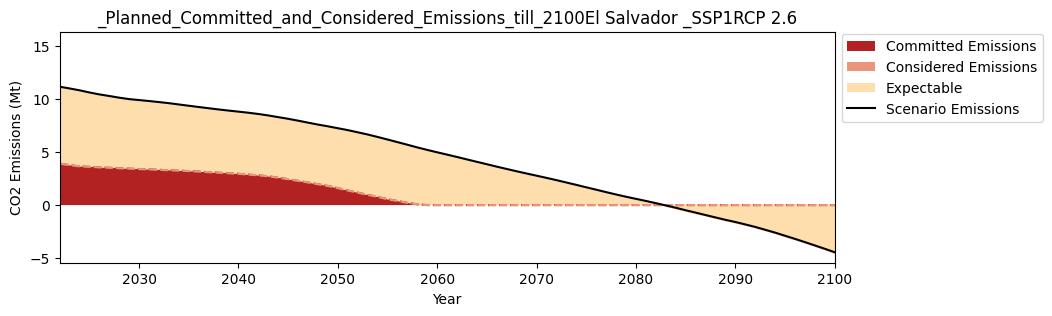 _Planned_Committed_and_Considered_Emissions_till_2100El Salvador _SSP1RCP 2.6
15
10
5
0
−5
CO2 Emissions (Mt)
2030
2040
2050
2060
2070
2080
2090
2100
Year
Committed Emissions
Considered Emissions
Expectable
Scenario Emissions